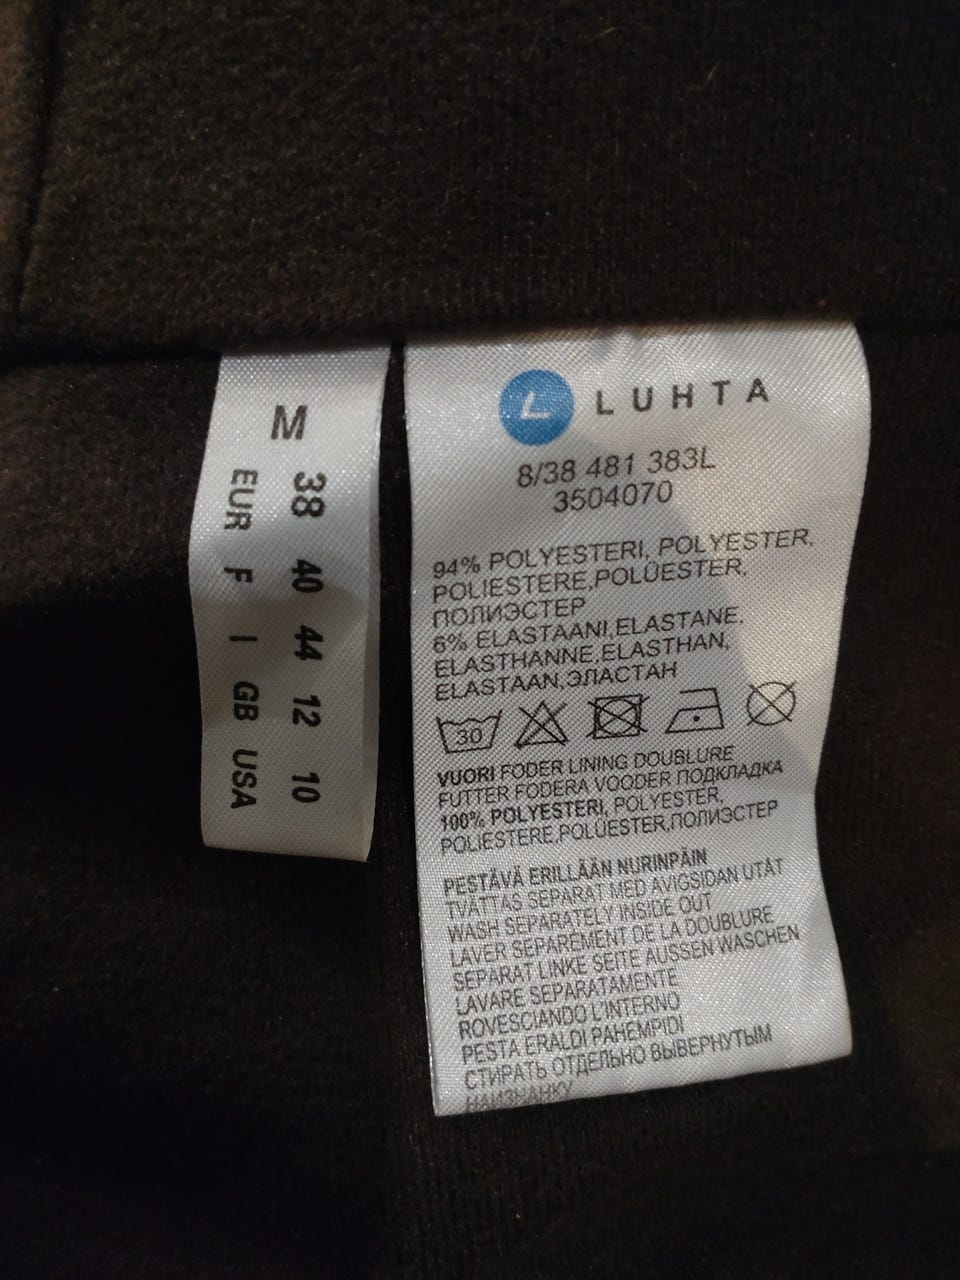 M
EUR 38
F 40
I 44
GB 12
USA 10
L LUHTA
8/38 481 383L
3504070
94% POLYESTERI, POLYESTER,
POLIESTERE,POLÜESTER,
ПОЛИЭСТЕР
6% ELASTAANI,ELASTANE,
ELASTHANNE,ELASTHAN,
ELASTAAN,ЭЛАСТАН
30
VUORI FODER LINING DOUBLURE
FUTTER FODERA VOODER ПОДКЛАДКА
100% POLYESTERI, POLYESTER,
POLIESTERE,POLÜESTER,ПОЛИЭСТЕР
PESTÄVÄ ERILLÄÄN NURINPÄIN
TVÄTTAS SEPARAT MED AVIGSIDAN UTÅT
WASH SEPARATELY INSIDE OUT
LAVER SEPAREMENT DE LA DOUBLURE
SEPARAT LINKE SEITE AUSSEN WASCHEN
LAVARE SEPARATAMENTE
ROVESCIANDO L'INTERNO
PESTA ERALDI PAHEMPIDI
СТИРАТЬ ОТДЕЛЬНО ВЫВЕРНУТЫМ
НАИЗНАНКУ